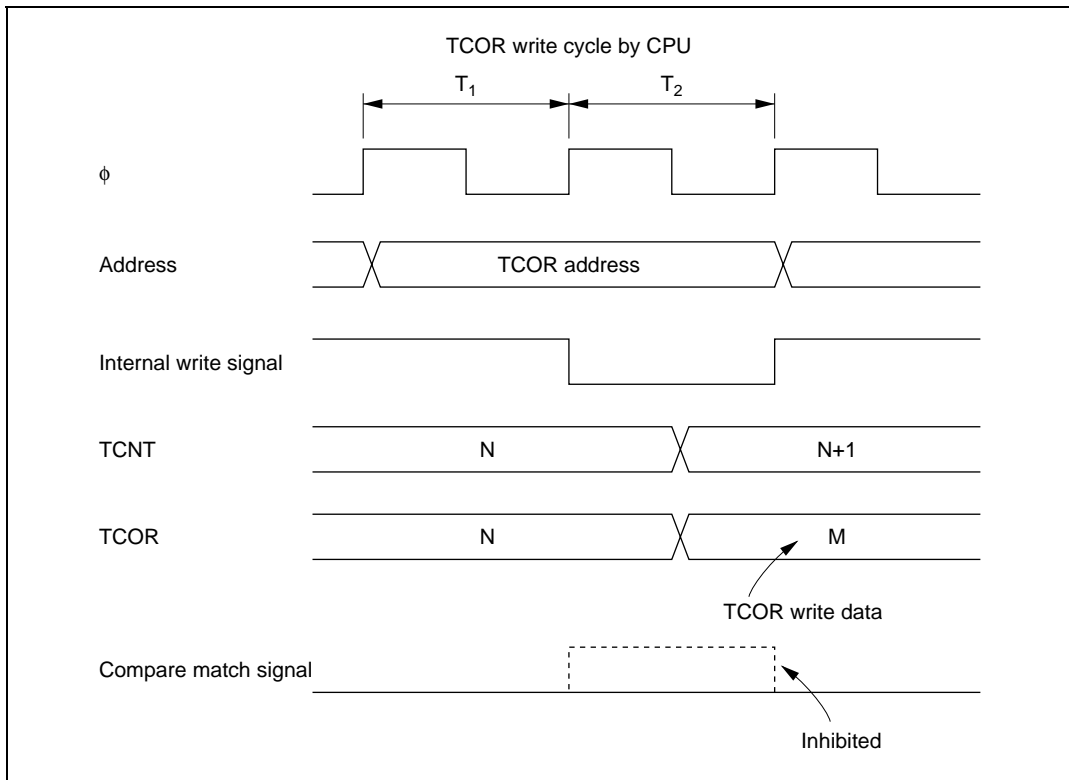 TCOR write cycle by CPU
T1 T2
φ
Address TCOR address
Internal write signal
TCNT N N+1
TCOR N M
TCOR write data
Compare match signal
Inhibited